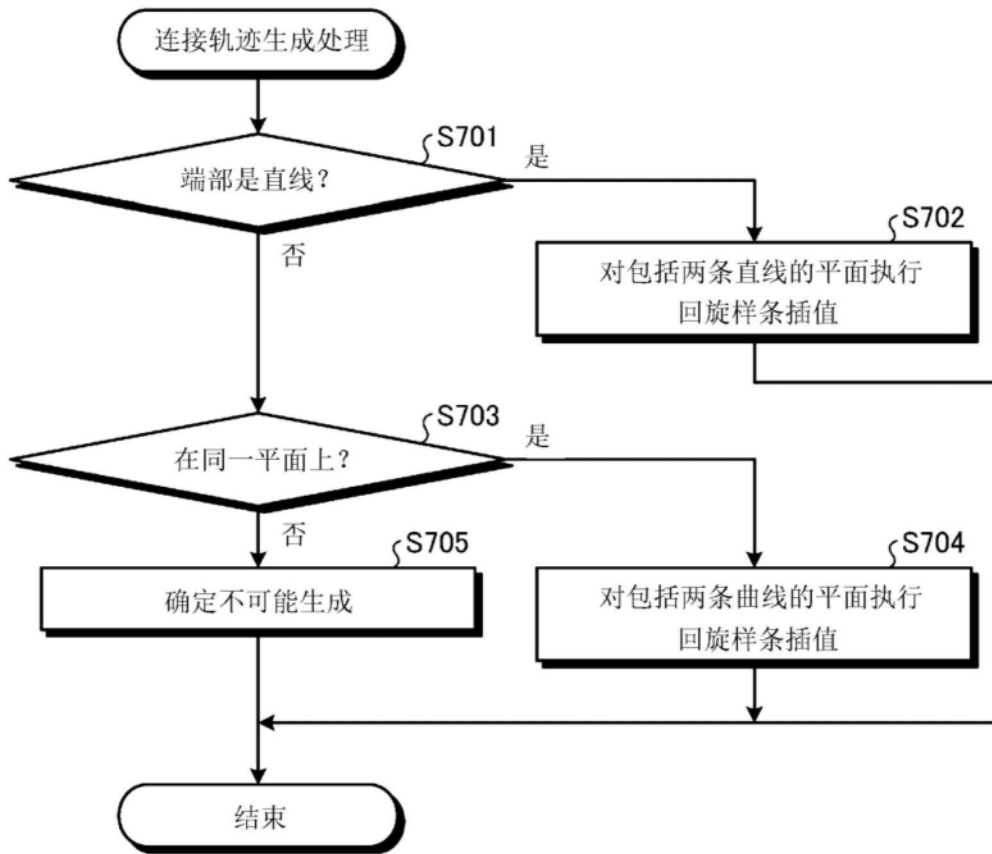 连接轨迹生成处理
S701
端部是直线？
是
否
S702
对包括两条直线的平面执行
回旋样条插值
S703
在同一平面上？
是
否
S705
确定不可能生成
S704
对包括两条曲线的平面执行
回旋样条插值
结束